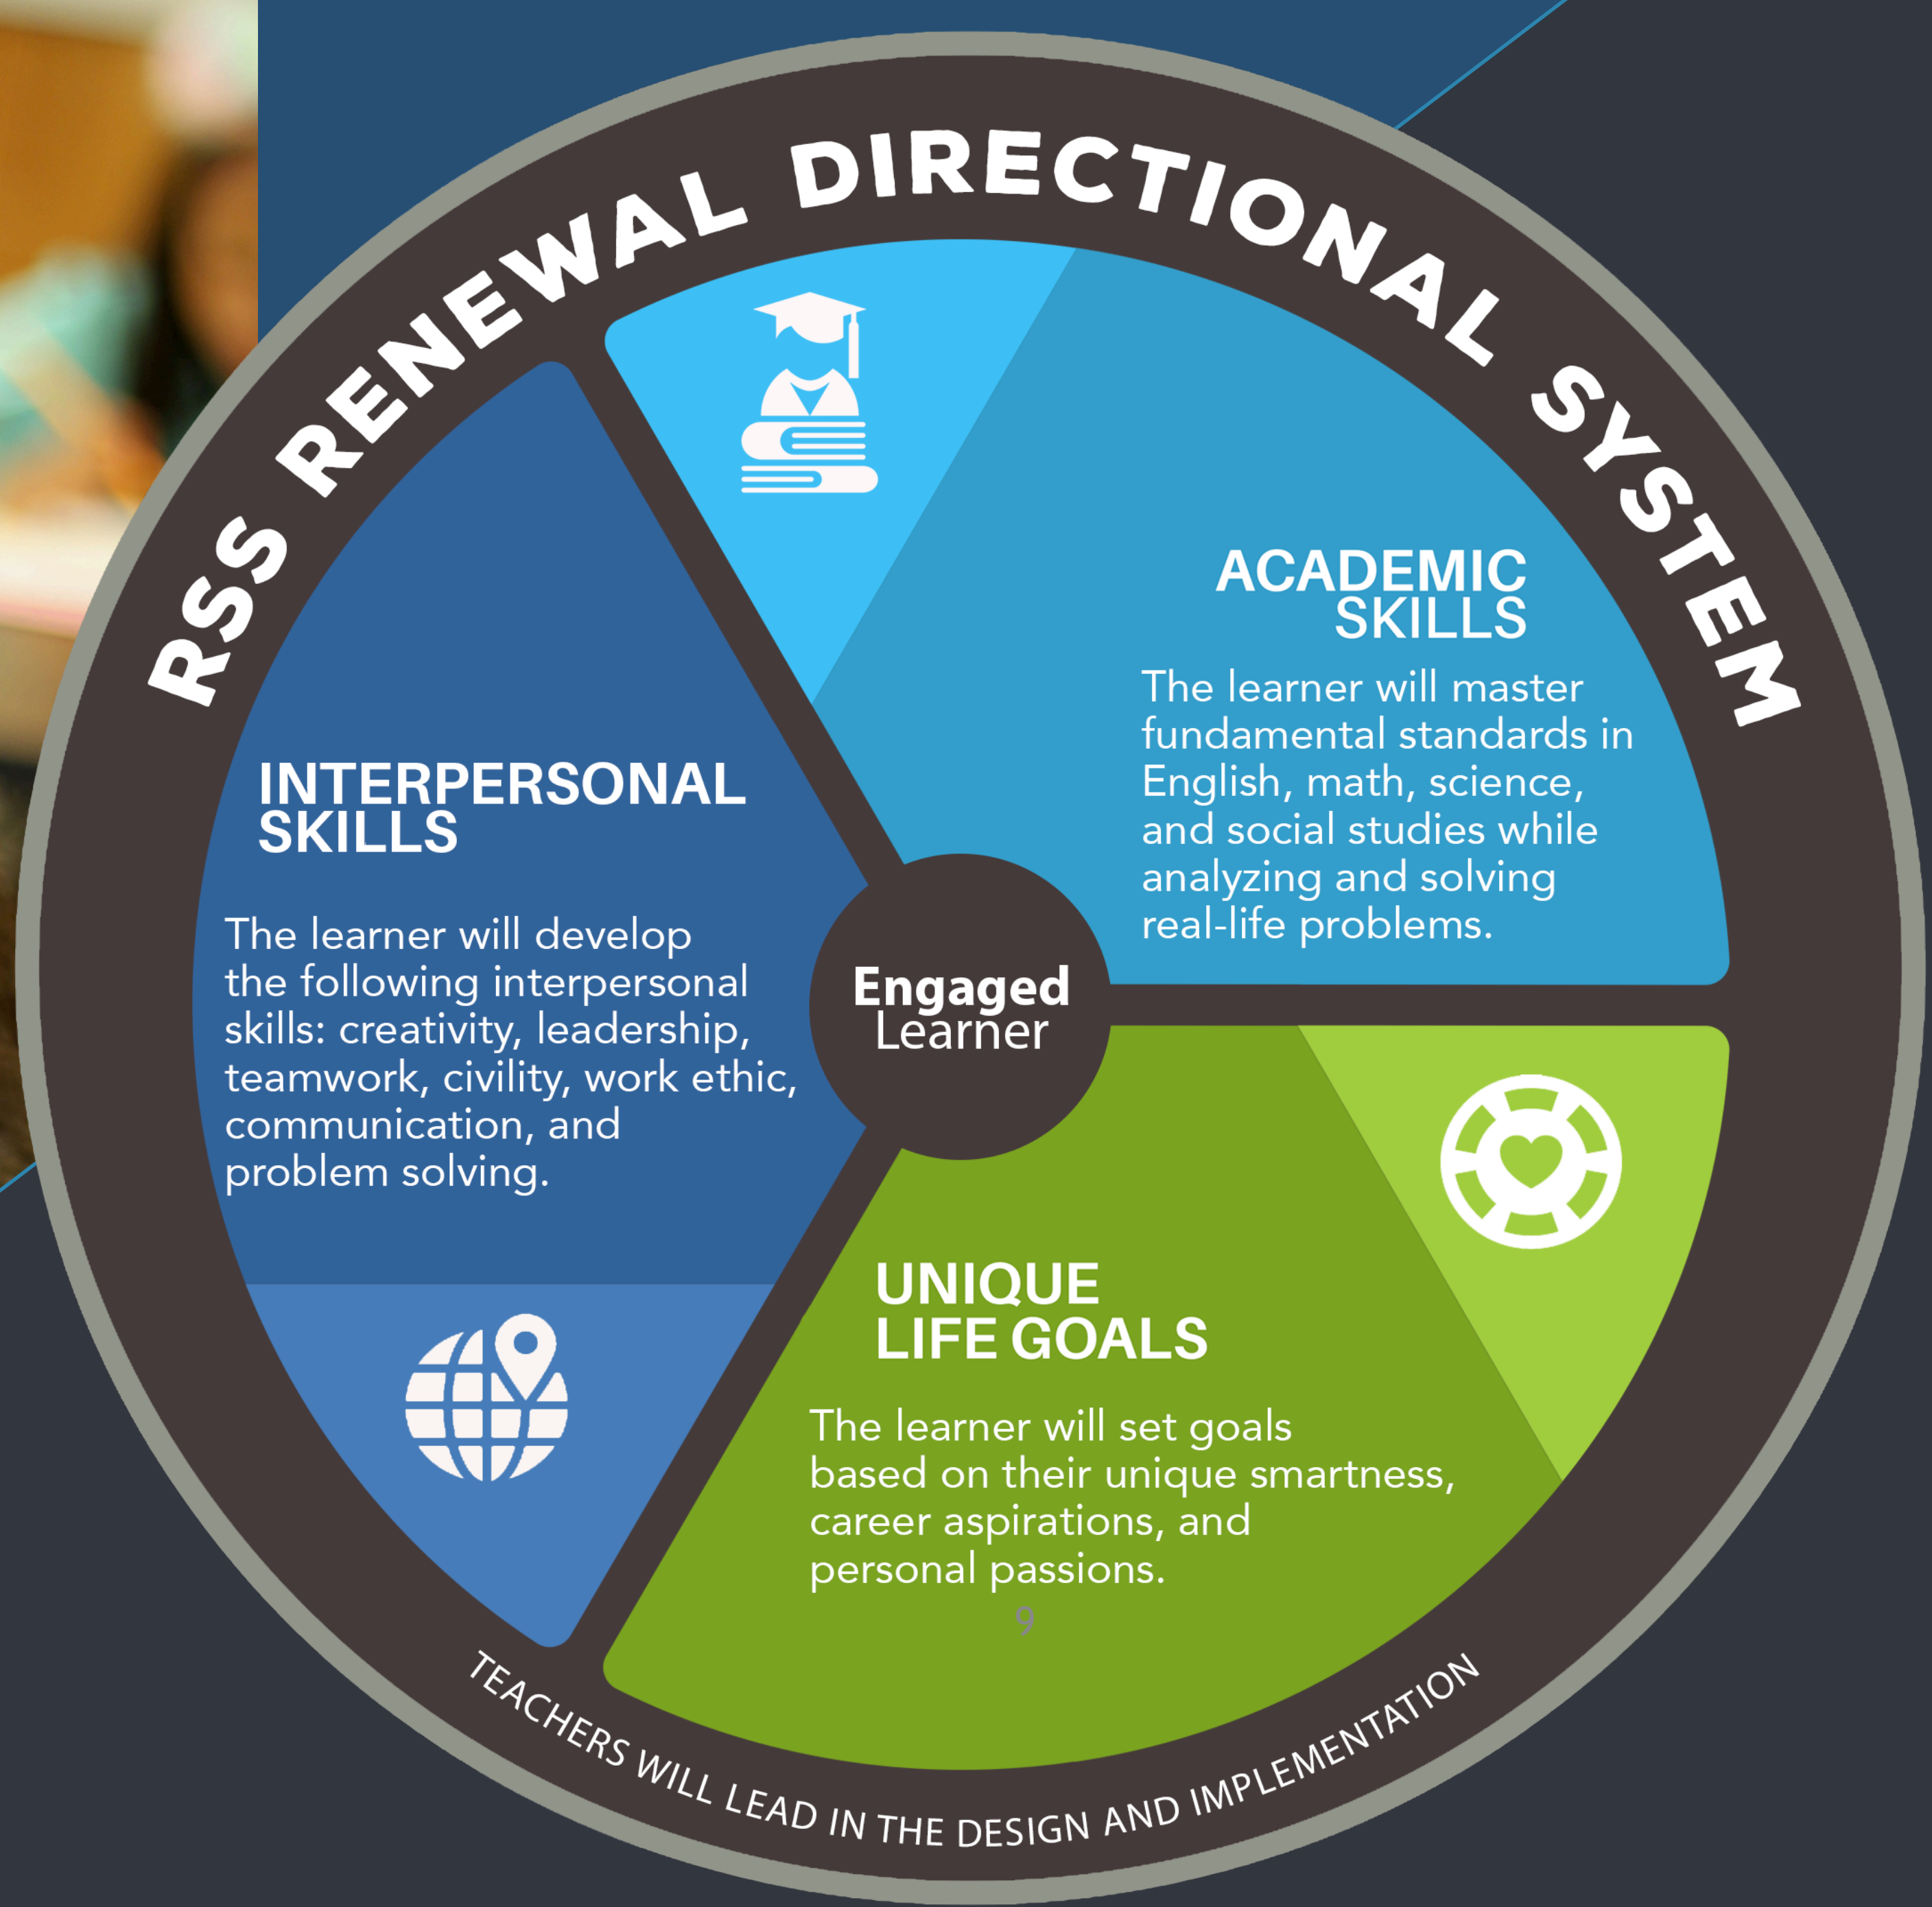 RSS RENEWAL DIRECTIONAL SYSTEM
ACADEMIC
SKILLS
The learner will master
fundamental standards in
English, math, science,
and social studies while
analyzing and solving
real-life problems.
INTERPERSONAL
SKILLS
The learner will develop
the following interpersonal
skills: creativity, leadership,
teamwork, civility, work ethic,
communication, and
problem solving.
Engaged
Learner
UNIQUE
LIFE GOALS
The learner will set goals
based on their unique smartness,
career aspirations, and
personal passions.
9
TEACHERS WILL LEAD IN THE DESIGN AND IMPLEMENTATION